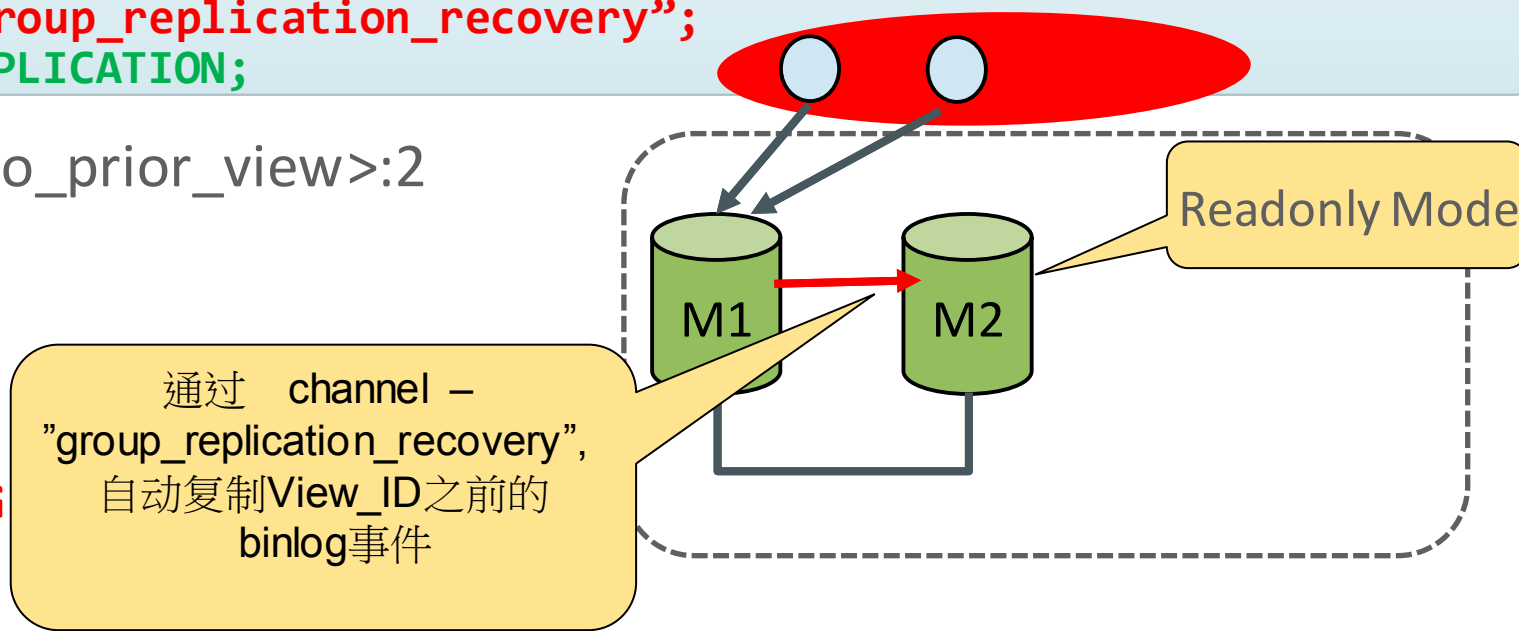 roup_replication_recovery”;
PLICATION;
o_prior_view>:2
Readonly Mode
M1
M2
通过 channel –
”group_replication_recovery”,
自动复制View_ID之前的
binlog事件